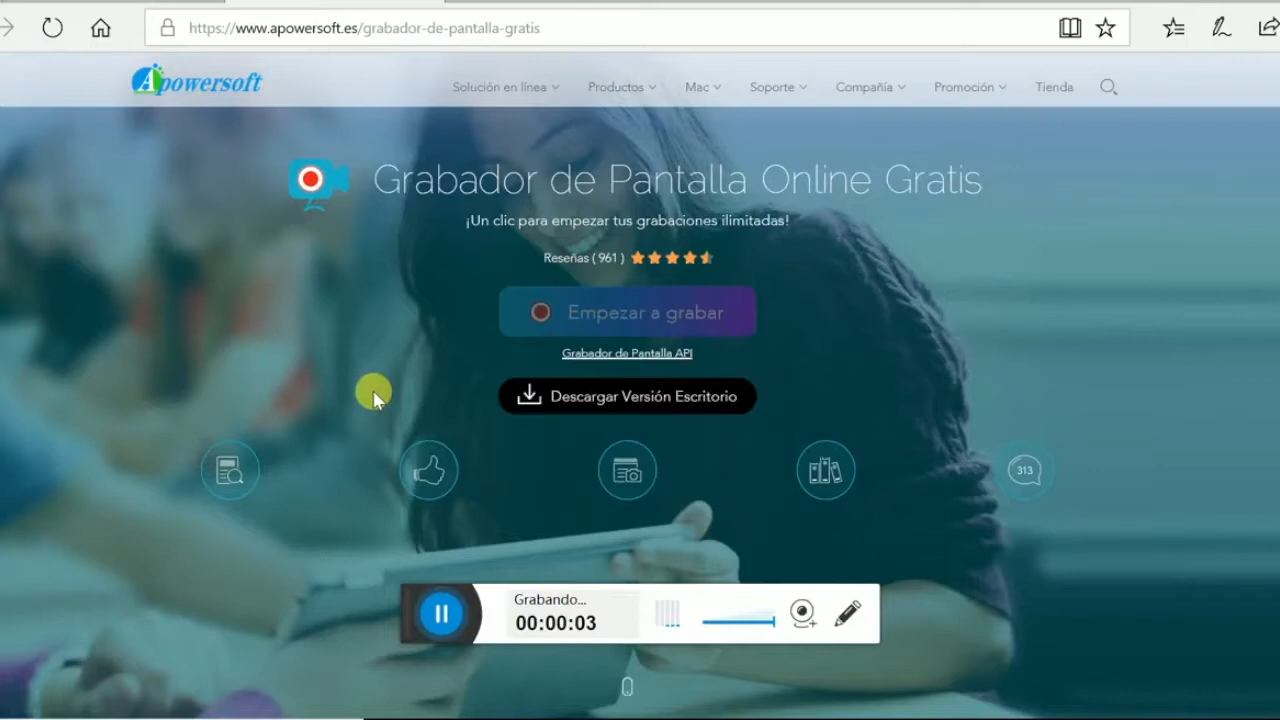 https://www.apowersoft.es/grabador-de-pantalla-gratis
Apowersoft
Solución en línea
Productos
Mac
Soporte
Compañía
Promoción
Tienda
Grabador de Pantalla Online Gratis
¡Un clic para empezar tus grabaciones ilimitadas!
Reseñas ( 961 )
Empezar a grabar
Grabador de Pantalla API
Descargar Versión Escritorio
313
Grabando...
00:00:03